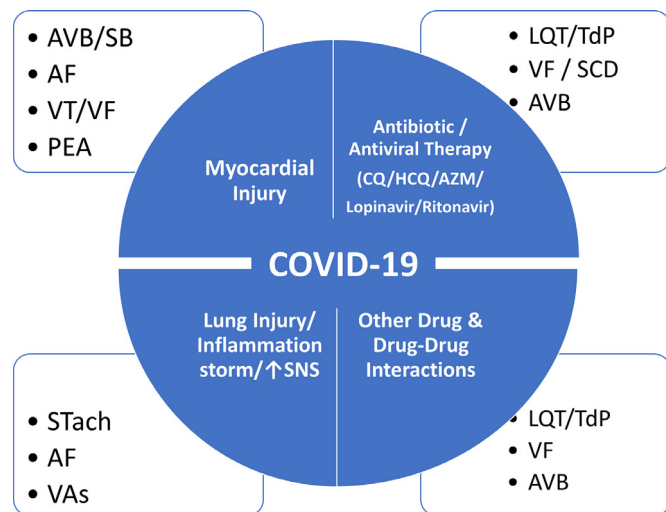 • AVB/SB
• AF
• VT/VF
• PEA
• LQT/TdP
• VF / SCD
• AVB
Myocardial
Injury
Antibiotic /
Antiviral Therapy
(CQ/HCQ/AZM/
Lopinavir/Ritonavir)
COVID-19
Lung Injury/
Inflammation
storm/↑SNS
Other Drug &
Drug-Drug
Interactions
• STach
• AF
• VAs
• LQT/TdP
• VF
• AVB